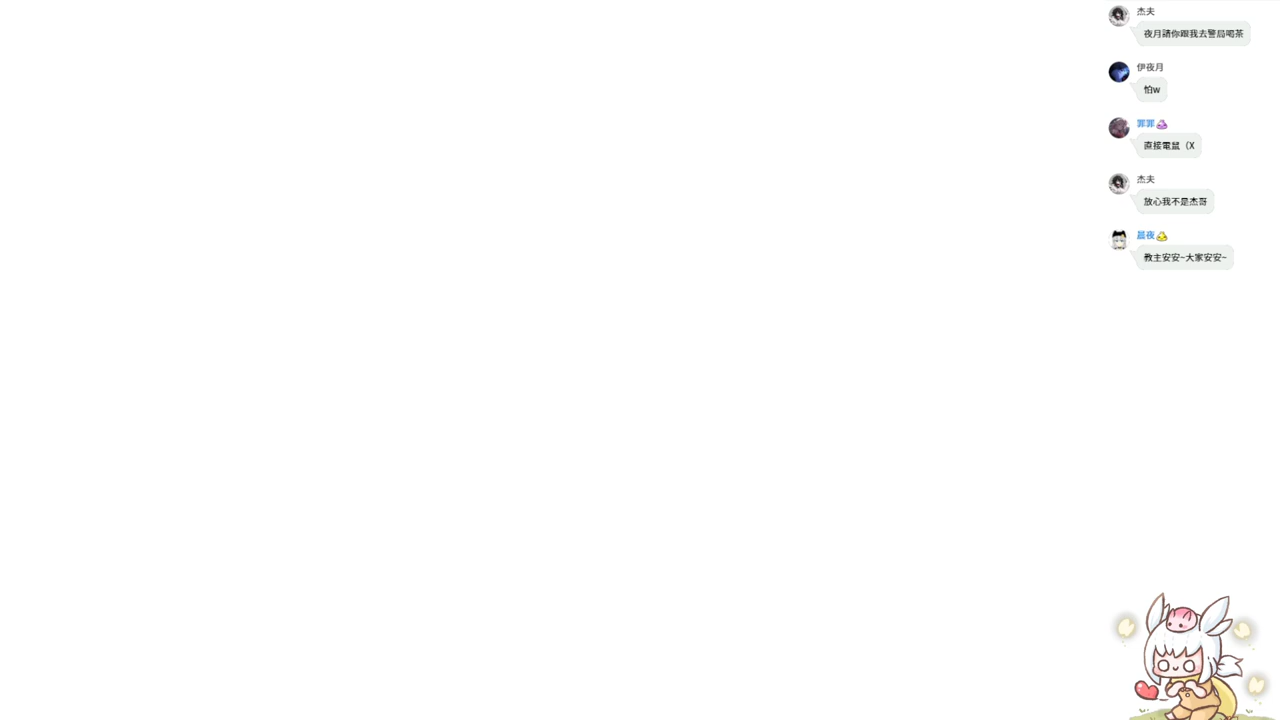 杰夫
夜月請你跟我去警局喝茶
伊夜月
怕w
罪罪
直接電鼠（X
杰夫
放心我不是杰哥
晨夜
教主安安~大家安安~